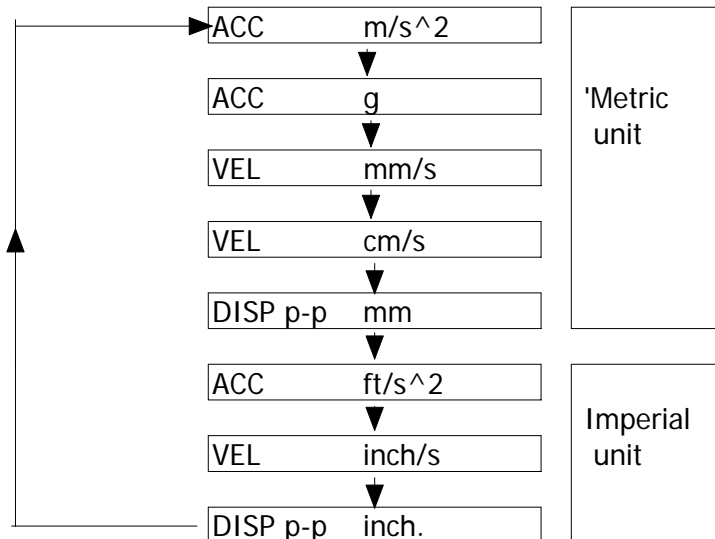 ACC m/s^2
ACC g
'Metric
unit
VEL mm/s
VEL cm/s
DISP p-p mm
ACC ft/s^2
Imperial
unit
VEL inch/s
DISP p-p inch.